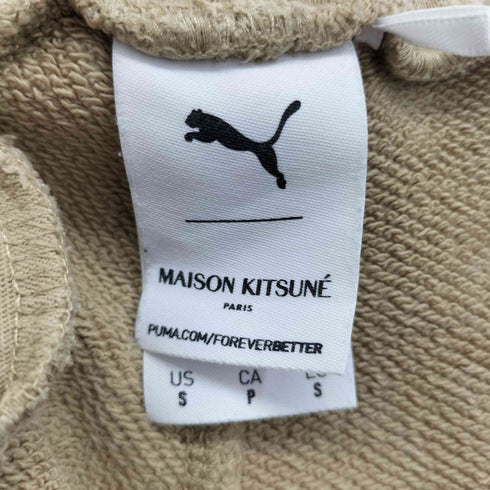 MAISON KITSUNÉ
PARIS
PUMA.COM/FOREVERBETTER
US CA
S P S